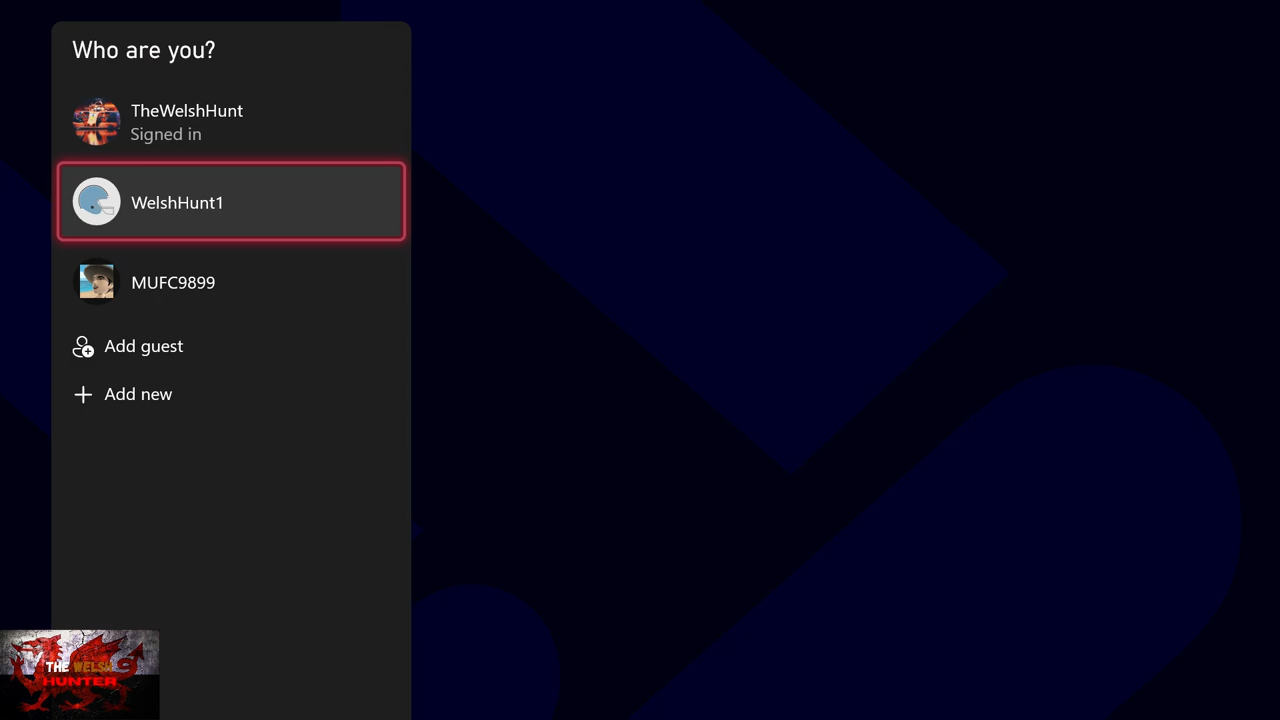 Who are you?
TheWelshHunt
Signed in
WelshHunt1
MUFC9899
Add guest
Add new
THE WELSH
HUNTER